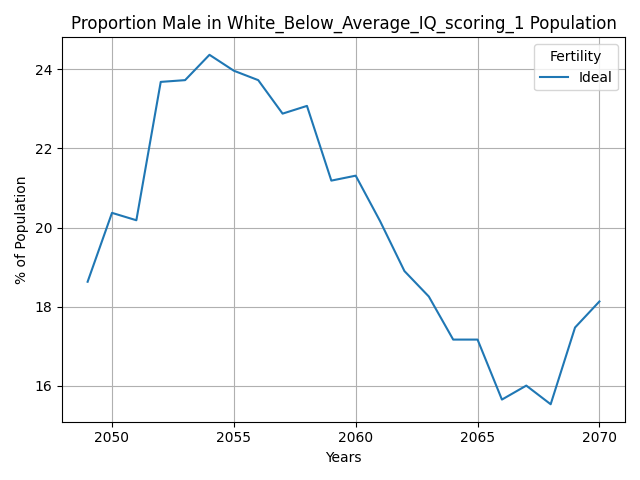 Proportion Male in White_Below_Average_IQ_scoring_1 Population
Fertility
Ideal
% of Population
24
22
20
18
16
2050
2055
2060
2065
2070
Years